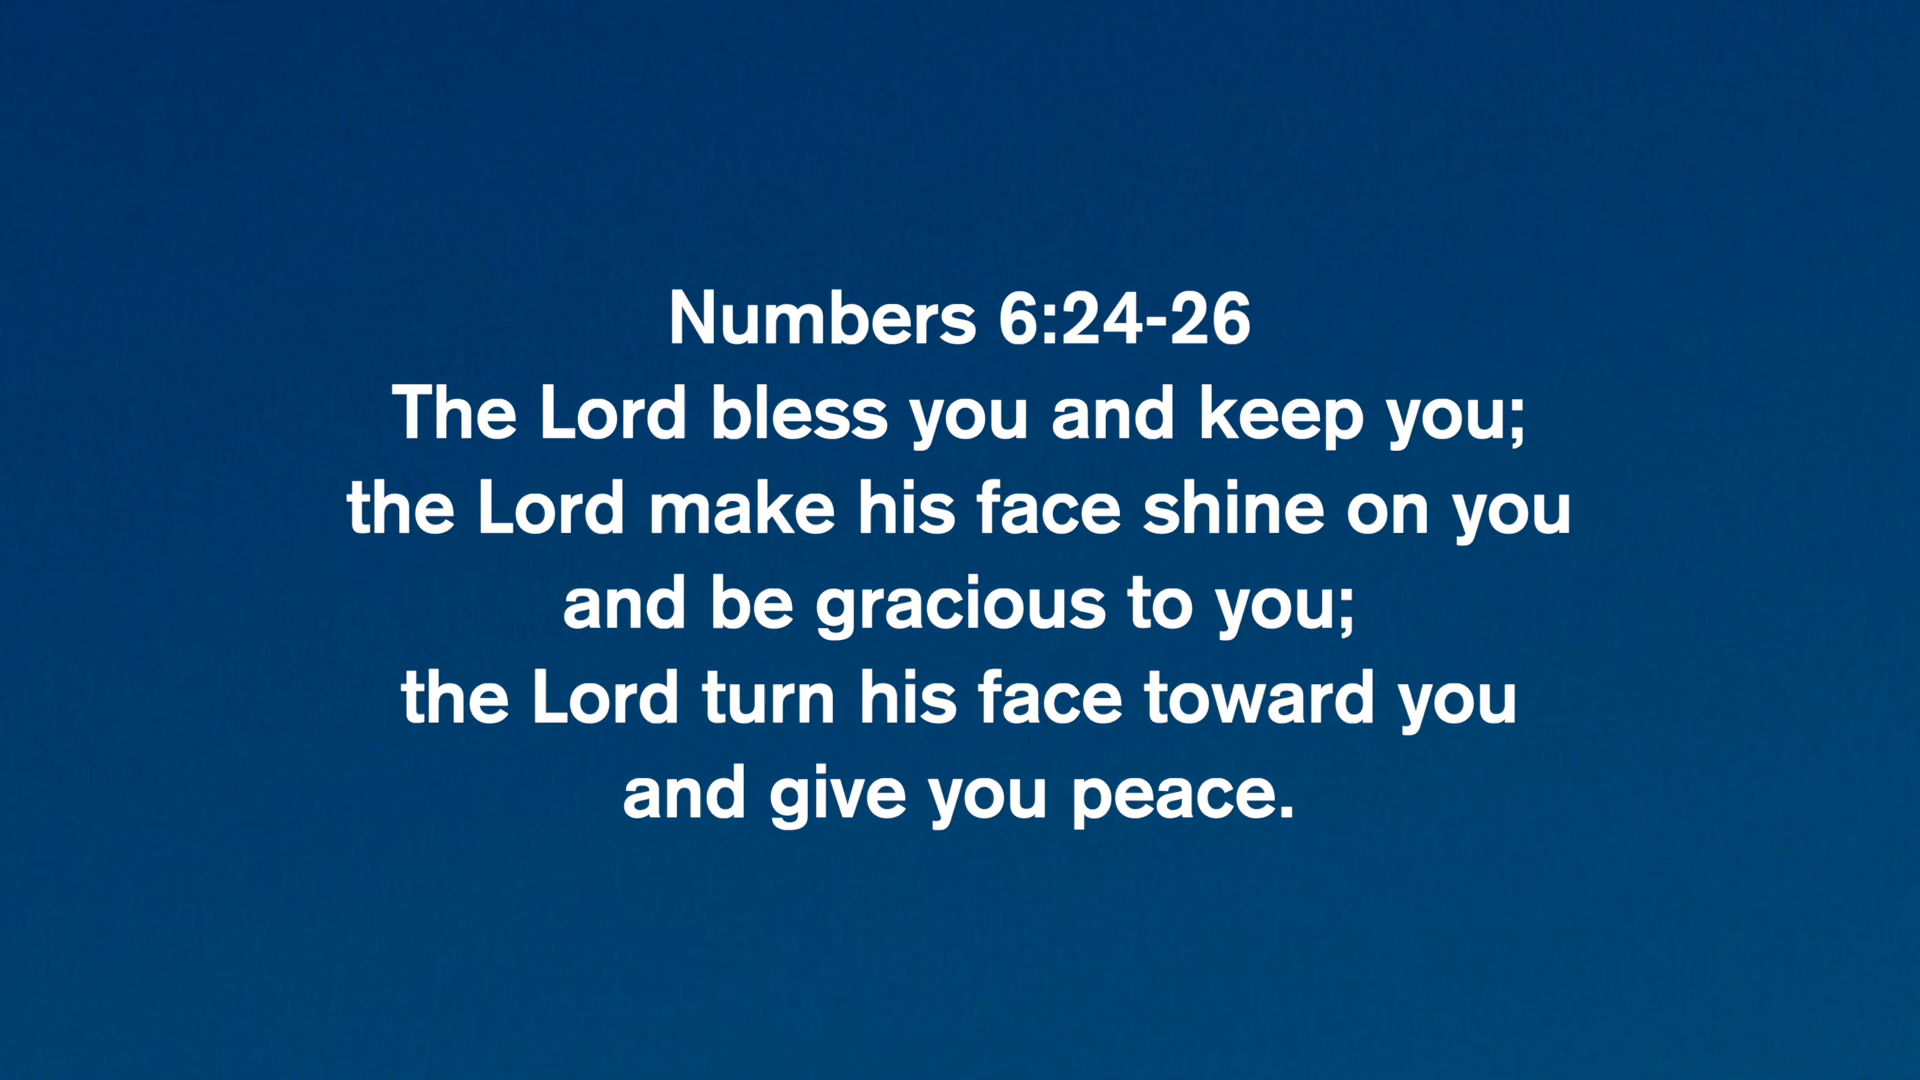 Numbers 6:24-26
The Lord bless you and keep you;
the Lord make his face shine on you
and be gracious to you;
the Lord turn his face toward you
and give you peace.